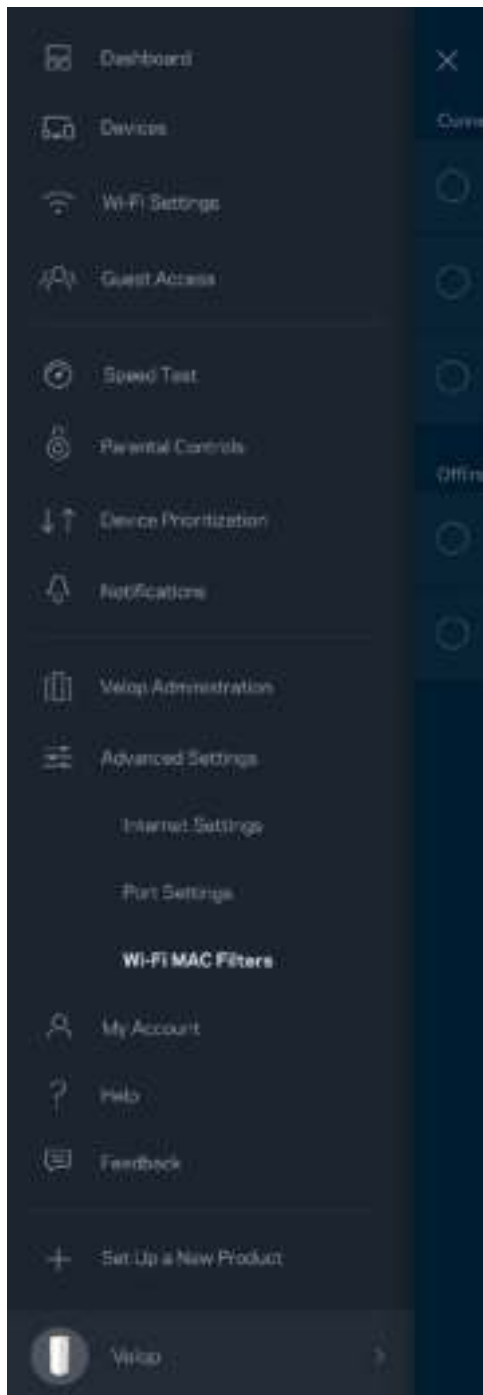 Dashboard
Devices
Wi-Fi Settings
Guest Access
Speed Test
Parental Controls
Device Prioritization
Notifications
Velop Administration
Advanced Settings
Internet Settings
Port Settings
Wi-Fi MAC Filters
My Account
Help
Feedback
Set Up a New Product
Velop